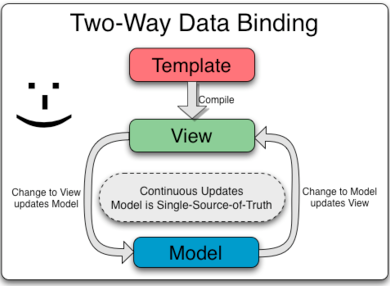 Two-Way Data Binding
Template
Compile
View
Change to View
updates Model
Continuous Updates
Model is Single-Source-of-Truth
Change to Model
updates View
Model